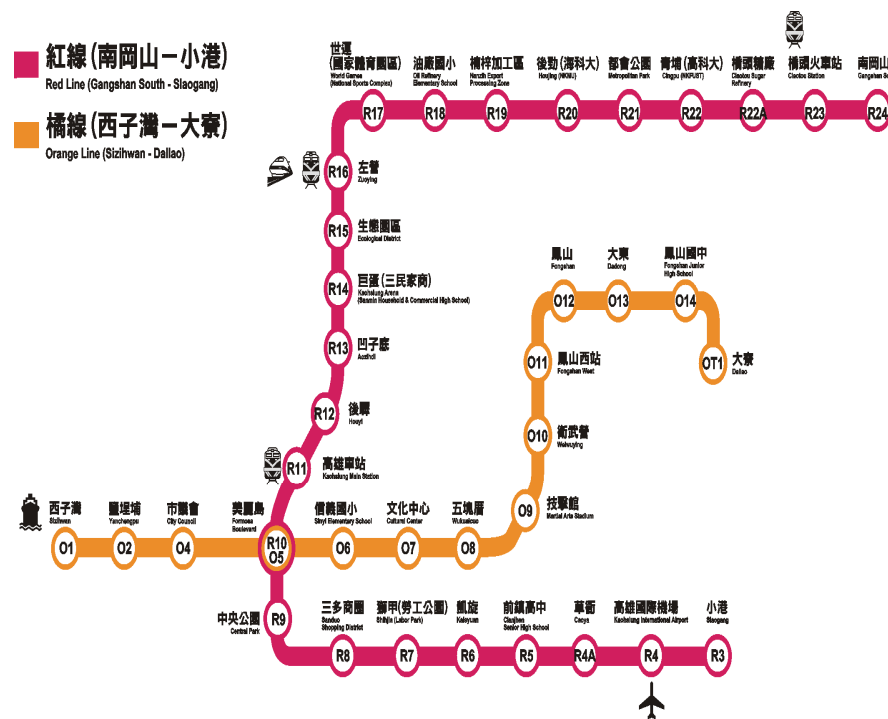 紅線(南岡山－小港)
Red Line (Gangshan South - Siaogang)
橘線(西子灣－大寮)
Orange Line (Sizihwan - Dallao)
世運
(國家體育園區)
World Games
(National Sports Complex)
R17
油廠國小
Oil Refinery
Elementary School
R18
楠梓加工區
Nanzih Export
Processing Zone
R19
後勁(海科大)
Houjing (NKMU)
R20
都會公園
Metropolitan Park
R21
青埔(高科大)
Cingpu (NKFUST)
R22
橋頭糖廠
Ciaotou Sugar
Refinery
R22A
橋頭火車站
Ciaotou Station
R23
南岡山
R24
R16
左營
Zuoying
R15
生態園區
Ecological District
R14
巨蛋(三民家商)
Kaohsiung Arena
(Sanmin Household & Commercial High School)
R13
凹子底
Aozihdi
R12
後驛
Houyi
R11
高雄車站
Kaohsiung Main Station
鳳山
Fongshan
O12
大東
Dadong
O13
鳳山國中
Fongshan Junior
High School
O14
OT1
大寮
Daliao
O11
鳳山西站
Fongshan West
O10
衛武營
Weiwuying
O9
技擊館
Martial Arts Stadium
西子灣
Sizihwan
O1
鹽埕埔
Yanchengpu
O2
市議會
City Council
O4
美麗島
Formosa
Boulevard
R10
O5
信義國小
Sinyi Elementary School
O6
文化中心
Cultural Center
O7
五塊厝
Wukuaicuo
O8
中央公園
Central Park
R9
三多商圈
Sanduo
Shopping District
R8
獅甲(勞工公園)
Shihjia (Labor Park)
R7
凱旋
Kaisyuan
R6
前鎮高中
Cianjhen
Senior High School
R5
草衙
Caoya
R4A
高雄國際機場
Kaohsiung International Airport
R4
小港
Siaogang
R3